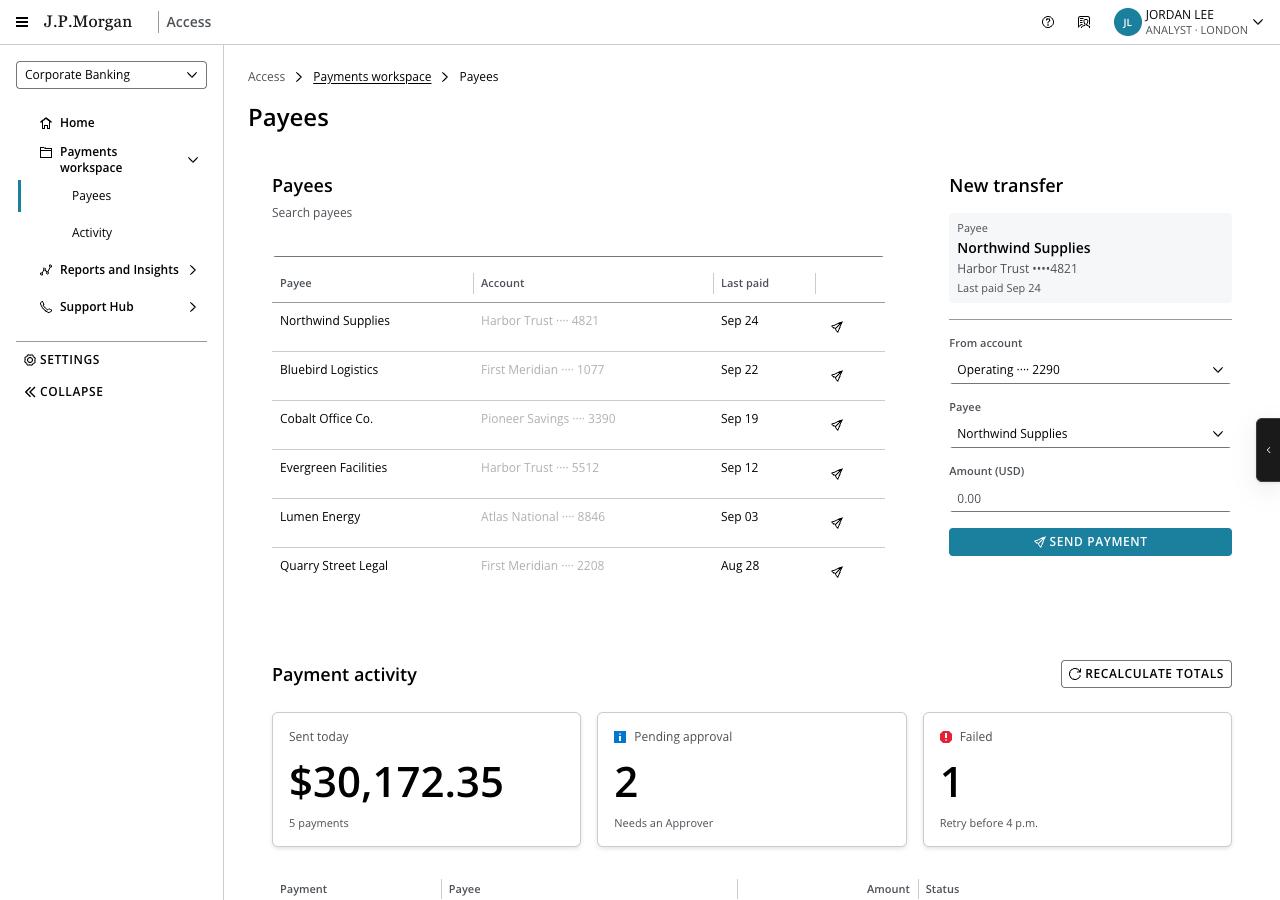 J.P.Morgan
Access
JL
JORDAN LEE
ANALYST · LONDON
Corporate Banking
Home
Payments
workspace
Payees
Activity
Reports and Insights
Support Hub
SETTINGS
COLLAPSE
Access
Payments workspace
Payees
Payees
Payees
Search payees
Payee
Account
Last paid
Northwind Supplies
Harbor Trust ···· 4821
Sep 24
Bluebird Logistics
First Meridian ···· 1077
Sep 22
Cobalt Office Co.
Pioneer Savings ···· 3390
Sep 19
Evergreen Facilities
Harbor Trust ···· 5512
Sep 12
Lumen Energy
Atlas National ···· 8846
Sep 03
Quarry Street Legal
First Meridian ···· 2208
Aug 28
New transfer
Payee
Northwind Supplies
Harbor Trust ••••4821
Last paid Sep 24
From account
Operating ···· 2290
Payee
Northwind Supplies
Amount (USD)
0.00
SEND PAYMENT
Payment activity
RECALCULATE TOTALS
Sent today
$30,172.35
5 payments
Pending approval
2
Needs an Approver
Failed
1
Retry before 4 p.m.
Payment
Payee
Amount
Status